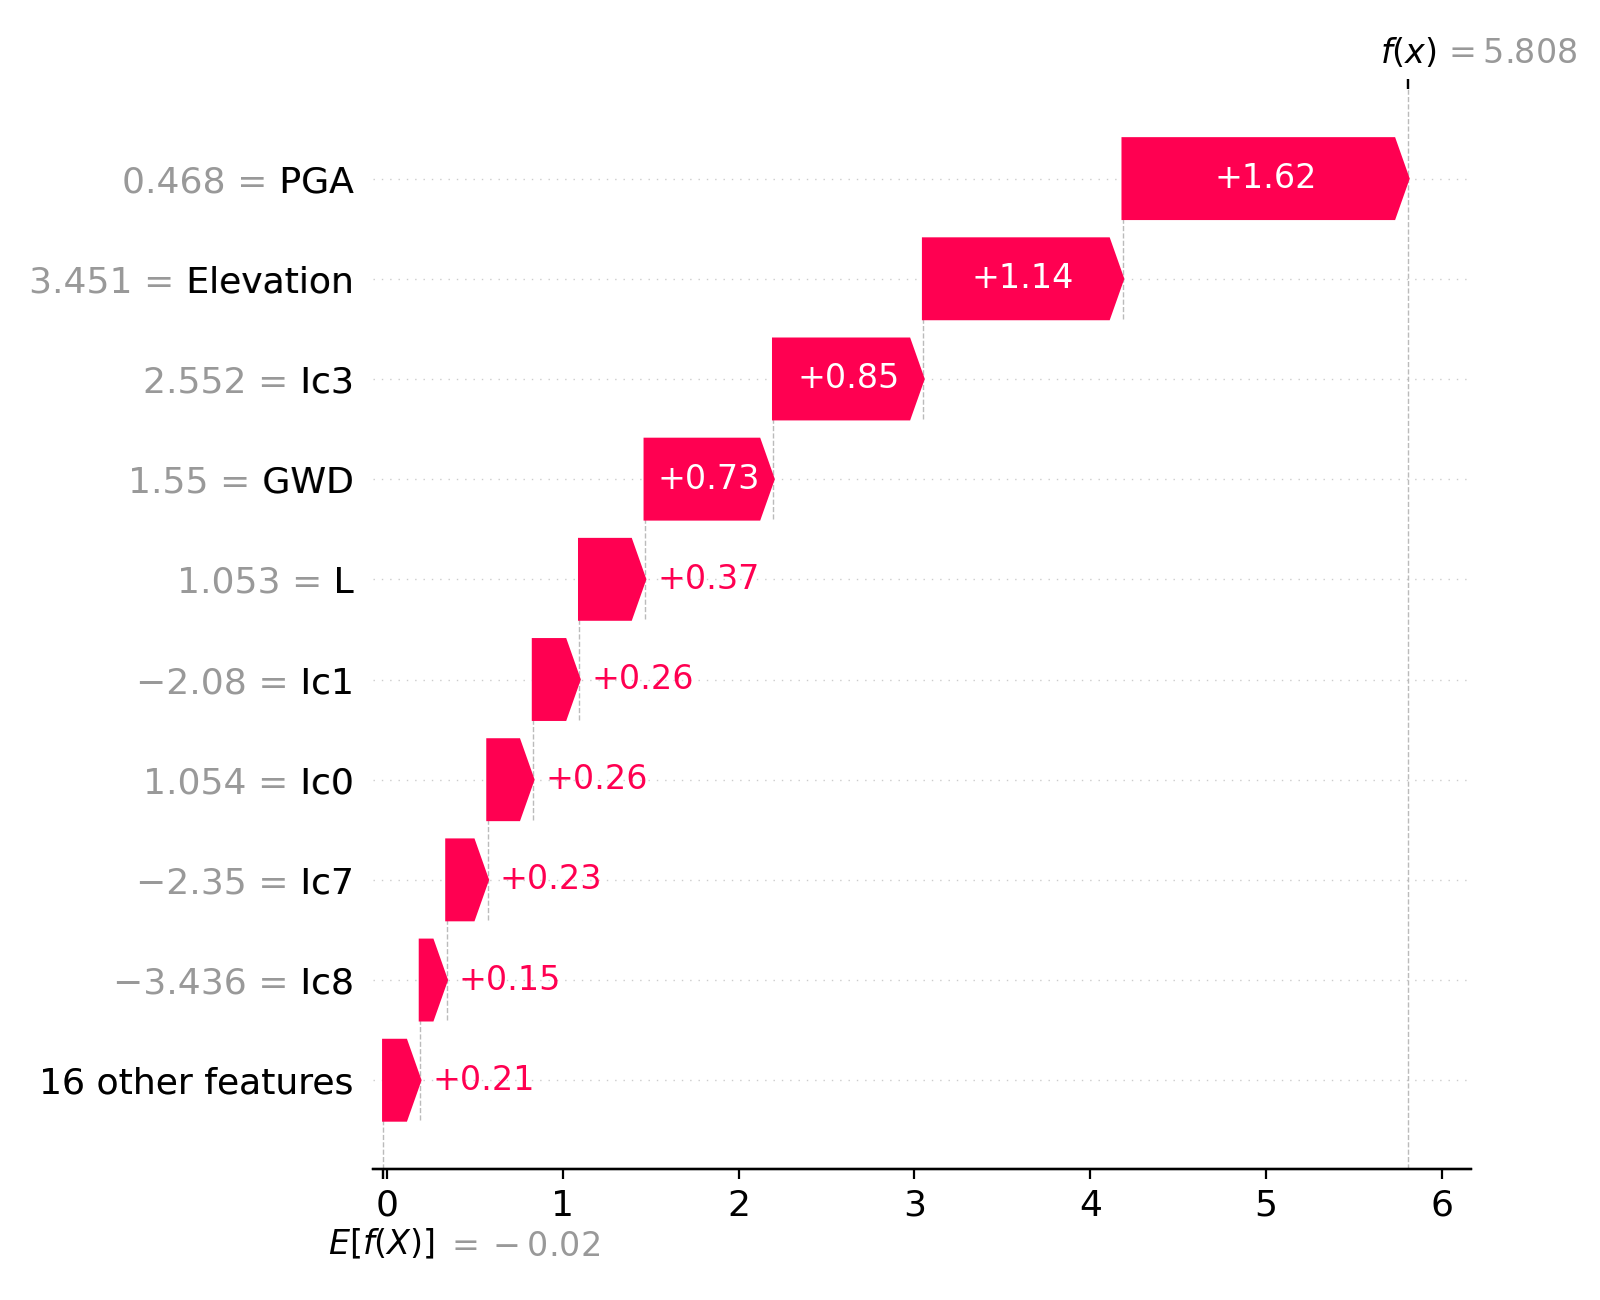 f(x) = 5.808
0.468 = PGA
+1.62
3.451 = Elevation
+1.14
2.552 = Ic3
+0.85
1.55 = GWD
+0.73
1.053 = L
+0.37
−2.08 = Ic1
+0.26
1.054 = Ic0
+0.26
−2.35 = Ic7
+0.23
−3.436 = Ic8
+0.15
16 other features
+0.21
0 1 2 3 4 5 6
E[f(X)] = −0.02